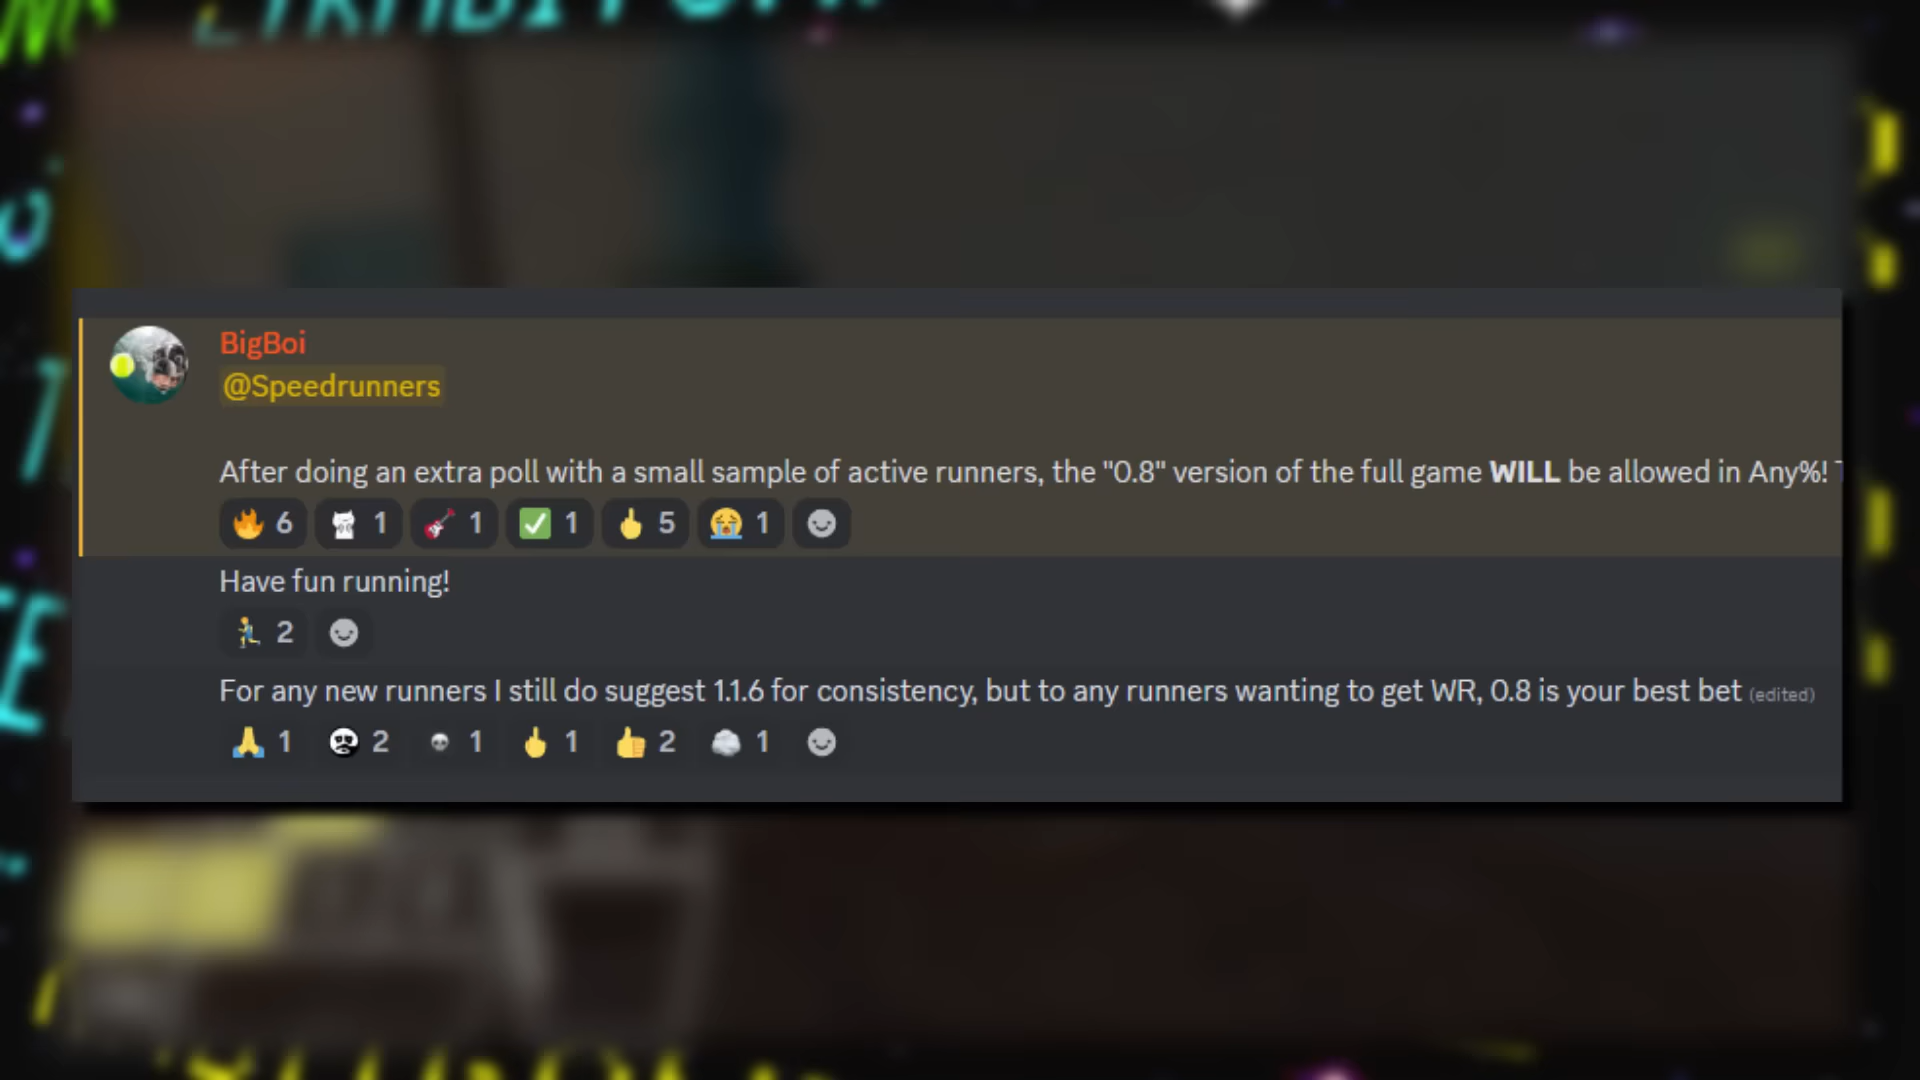 BigBoi
@Speedrunners
After doing an extra poll with a small sample of active runners, the "0.8" version of the full game WILL be allowed in Any%!
6 1 1 1 5 1
Have fun running!
2
For any new runners I still do suggest 1.1.6 for consistency, but to any runners wanting to get WR, 0.8 is your best bet (edited)
1 2 1 1 2 1